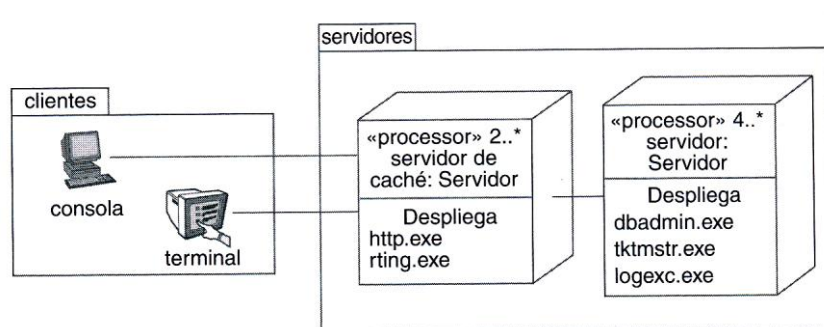 servidores
clientes
consola
terminal
«processor» 2..*
servidor de
caché: Servidor
Despliega
http.exe
rting.exe
«processor» 4..*
servidor:
Servidor
Despliega
dbadmin.exe
tktmstr.exe
logexc.exe